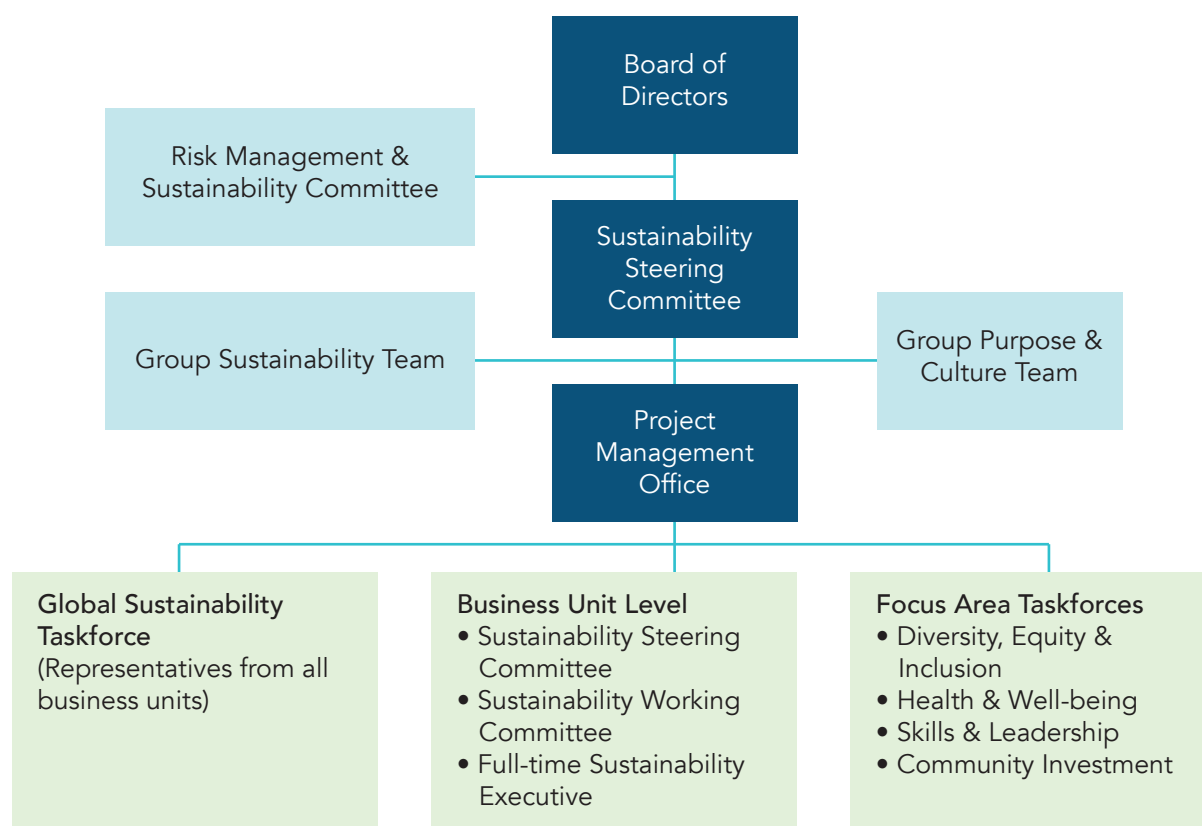 Board of
Directors
Risk Management &
Sustainability Committee
Sustainability
Steering
Committee
Group Sustainability Team
Group Purpose &
Culture Team
Project
Management
Office
Global Sustainability
Taskforce
(Representatives from all
business units)
Business Unit Level
• Sustainability Steering
Committee
• Sustainability Working
Committee
• Full-time Sustainability
Executive
Focus Area Taskforces
• Diversity, Equity &
Inclusion
• Health & Well-being
• Skills & Leadership
• Community Investment